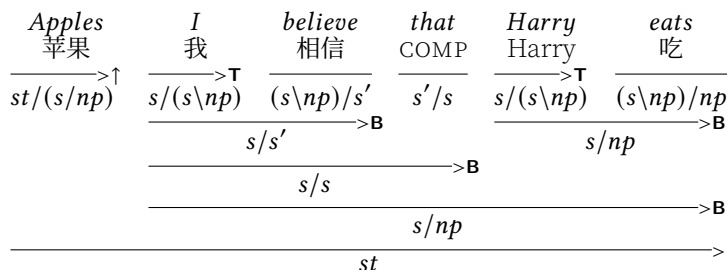 Apples I believe that Harry eats
苹果 我 相信 COMP Harry 吃
>↑ >T >T
st/(s/np) s/(s\np) (s\np)/s′ s′/s s/(s\np) (s\np)/np
>B >B
s/s′ s/np
>B
s/s
>B
s/np
>
st